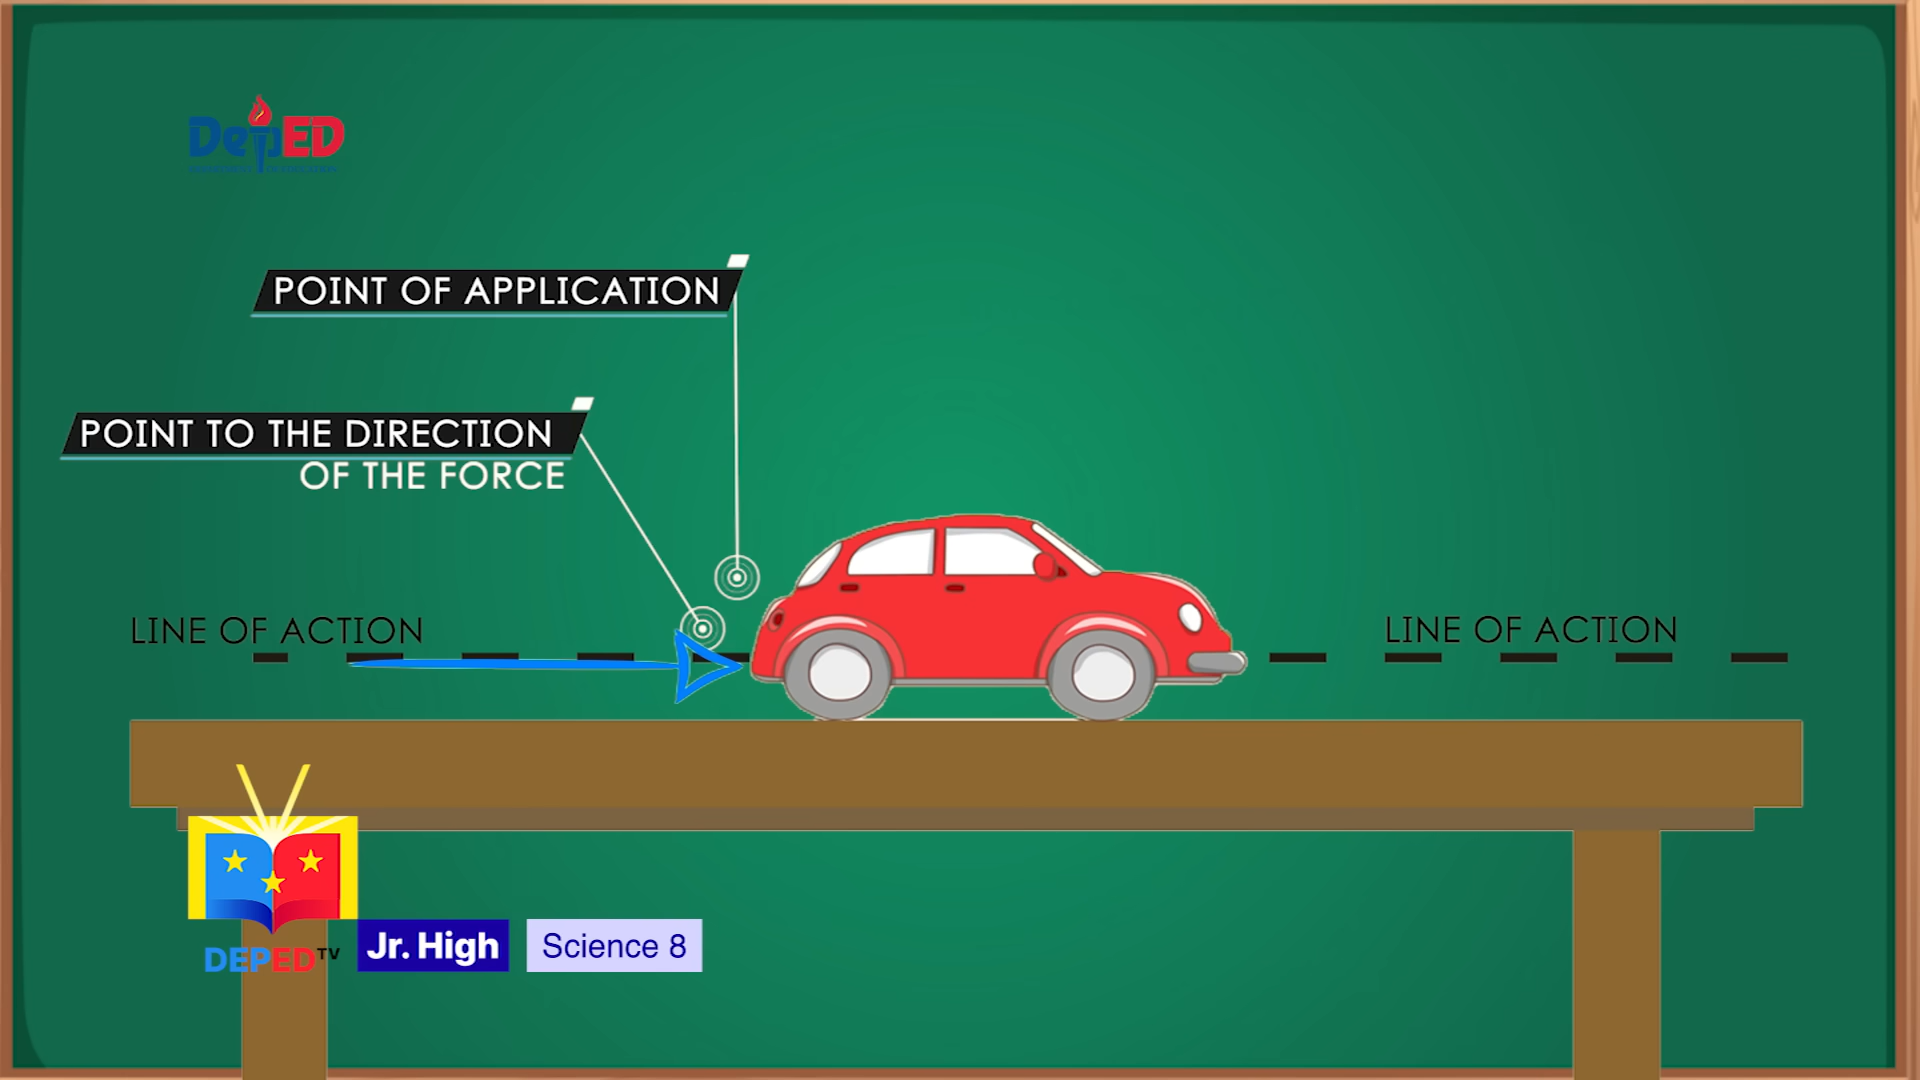 DepED
POINT OF APPLICATION
POINT TO THE DIRECTION
OF THE FORCE
LINE OF ACTION
LINE OF ACTION
DEPED TV
Jr. High
Science 8